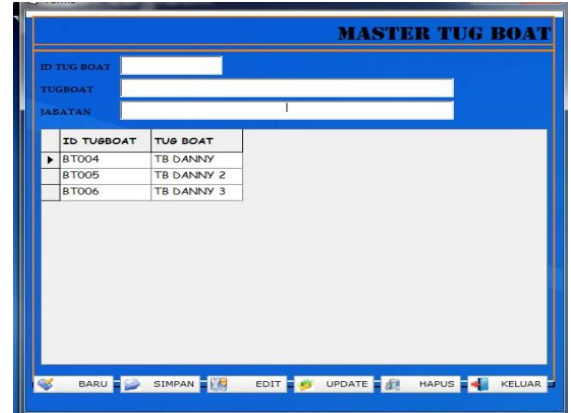 MASTER TUG BOAT
ID TUG BOAT
TUGBOAT
JABATAN
ID TUGBOAT TUG BOAT
BT004 TB DANNY
BT005 TB DANNY 2
BT006 TB DANNY 3
BARU SIMPAN EDIT UPDATE HAPUS KELUAR